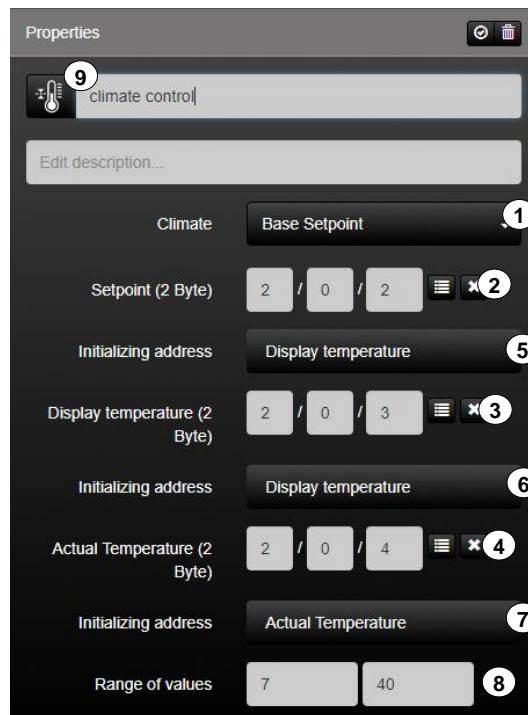 Properties
9
climate control
Edit description...
Climate Base Setpoint 1
Setpoint (2 Byte) 2 / 0 / 2 2
Initializing address Display temperature 5
Display temperature (2
Byte) 2 / 0 / 3 3
Initializing address Display temperature 6
Actual Temperature (2
Byte) 2 / 0 / 4 4
Initializing address Actual Temperature 7
Range of values 7 40 8